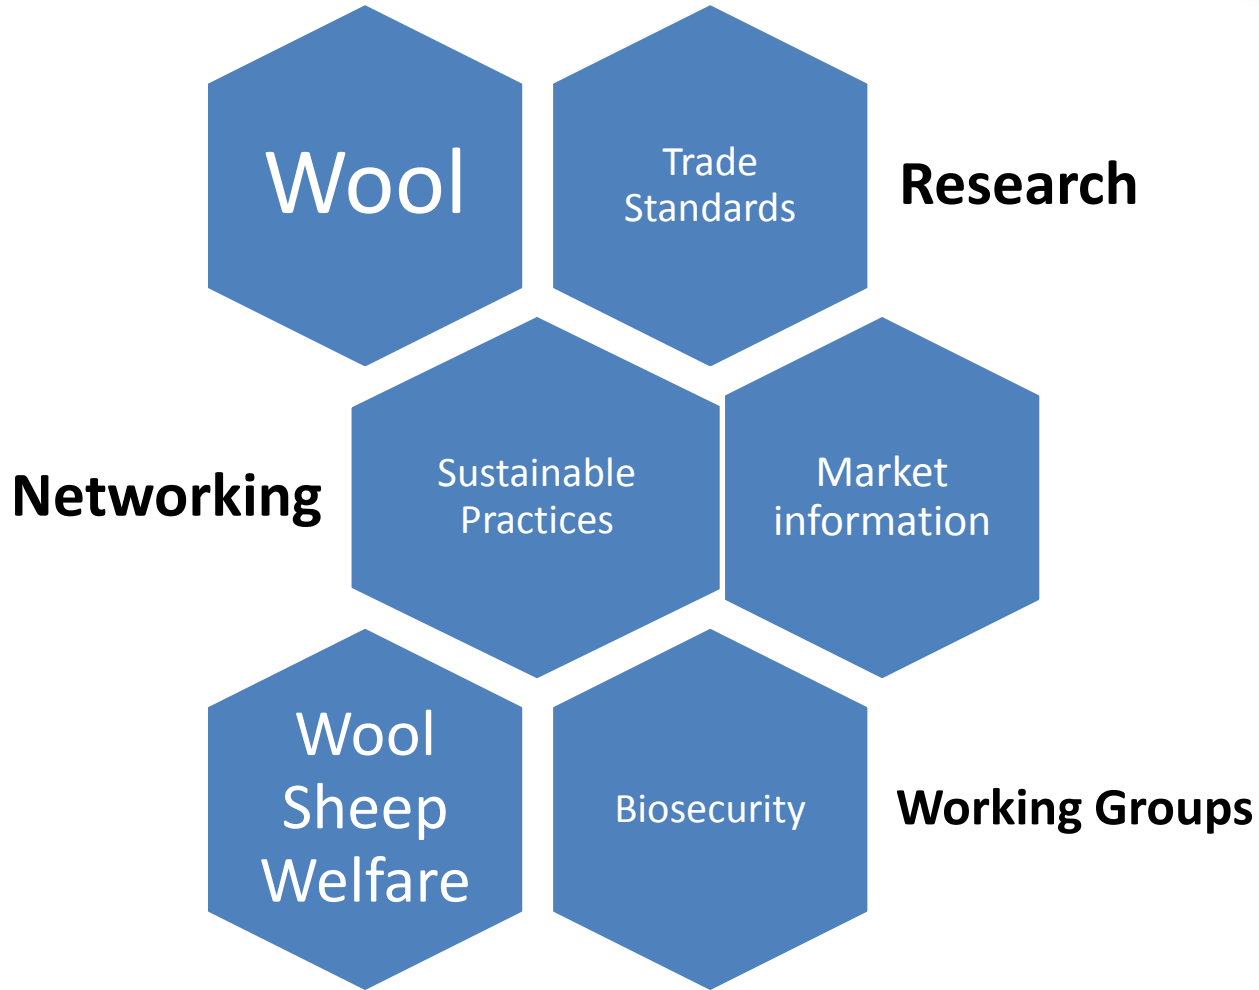 Wool
Trade
Standards
Research
Networking
Sustainable
Practices
Market
information
Wool
Sheep
Welfare
Biosecurity
Working Groups